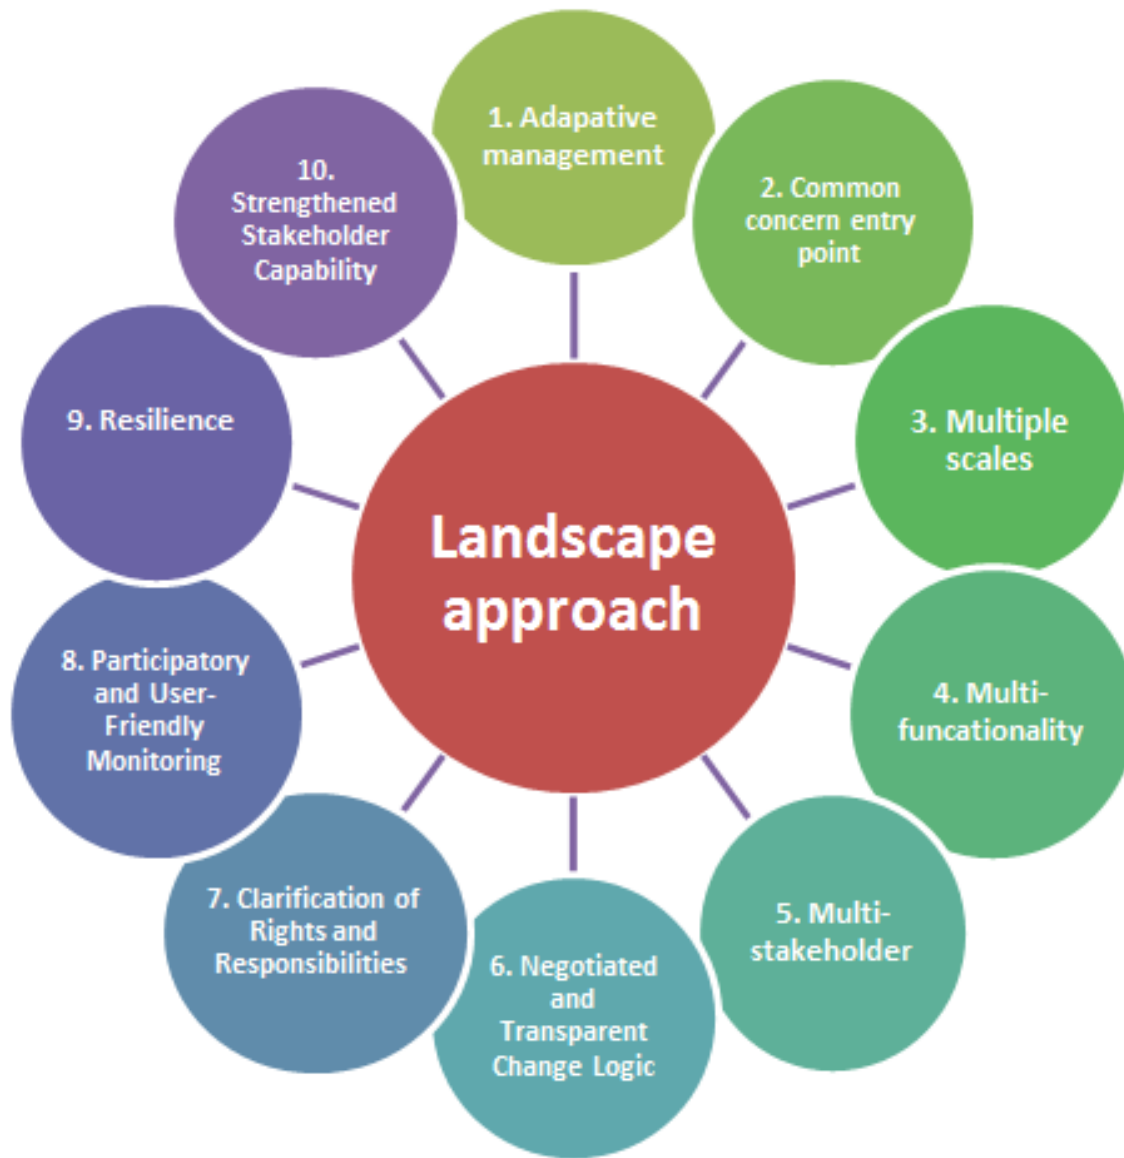 1. Adapative
management
2. Common
concern entry
point
3. Multiple
scales
4. Multi-
funcationality
5. Multi-
stakeholder
6. Negotiated
and
Transparent
Change Logic
7. Clarification of
Rights and
Responsibilities
8. Participatory
and User-
Friendly
Monitoring
9. Resilience
10.
Strengthened
Stakeholder
Capability
Landscape
approach